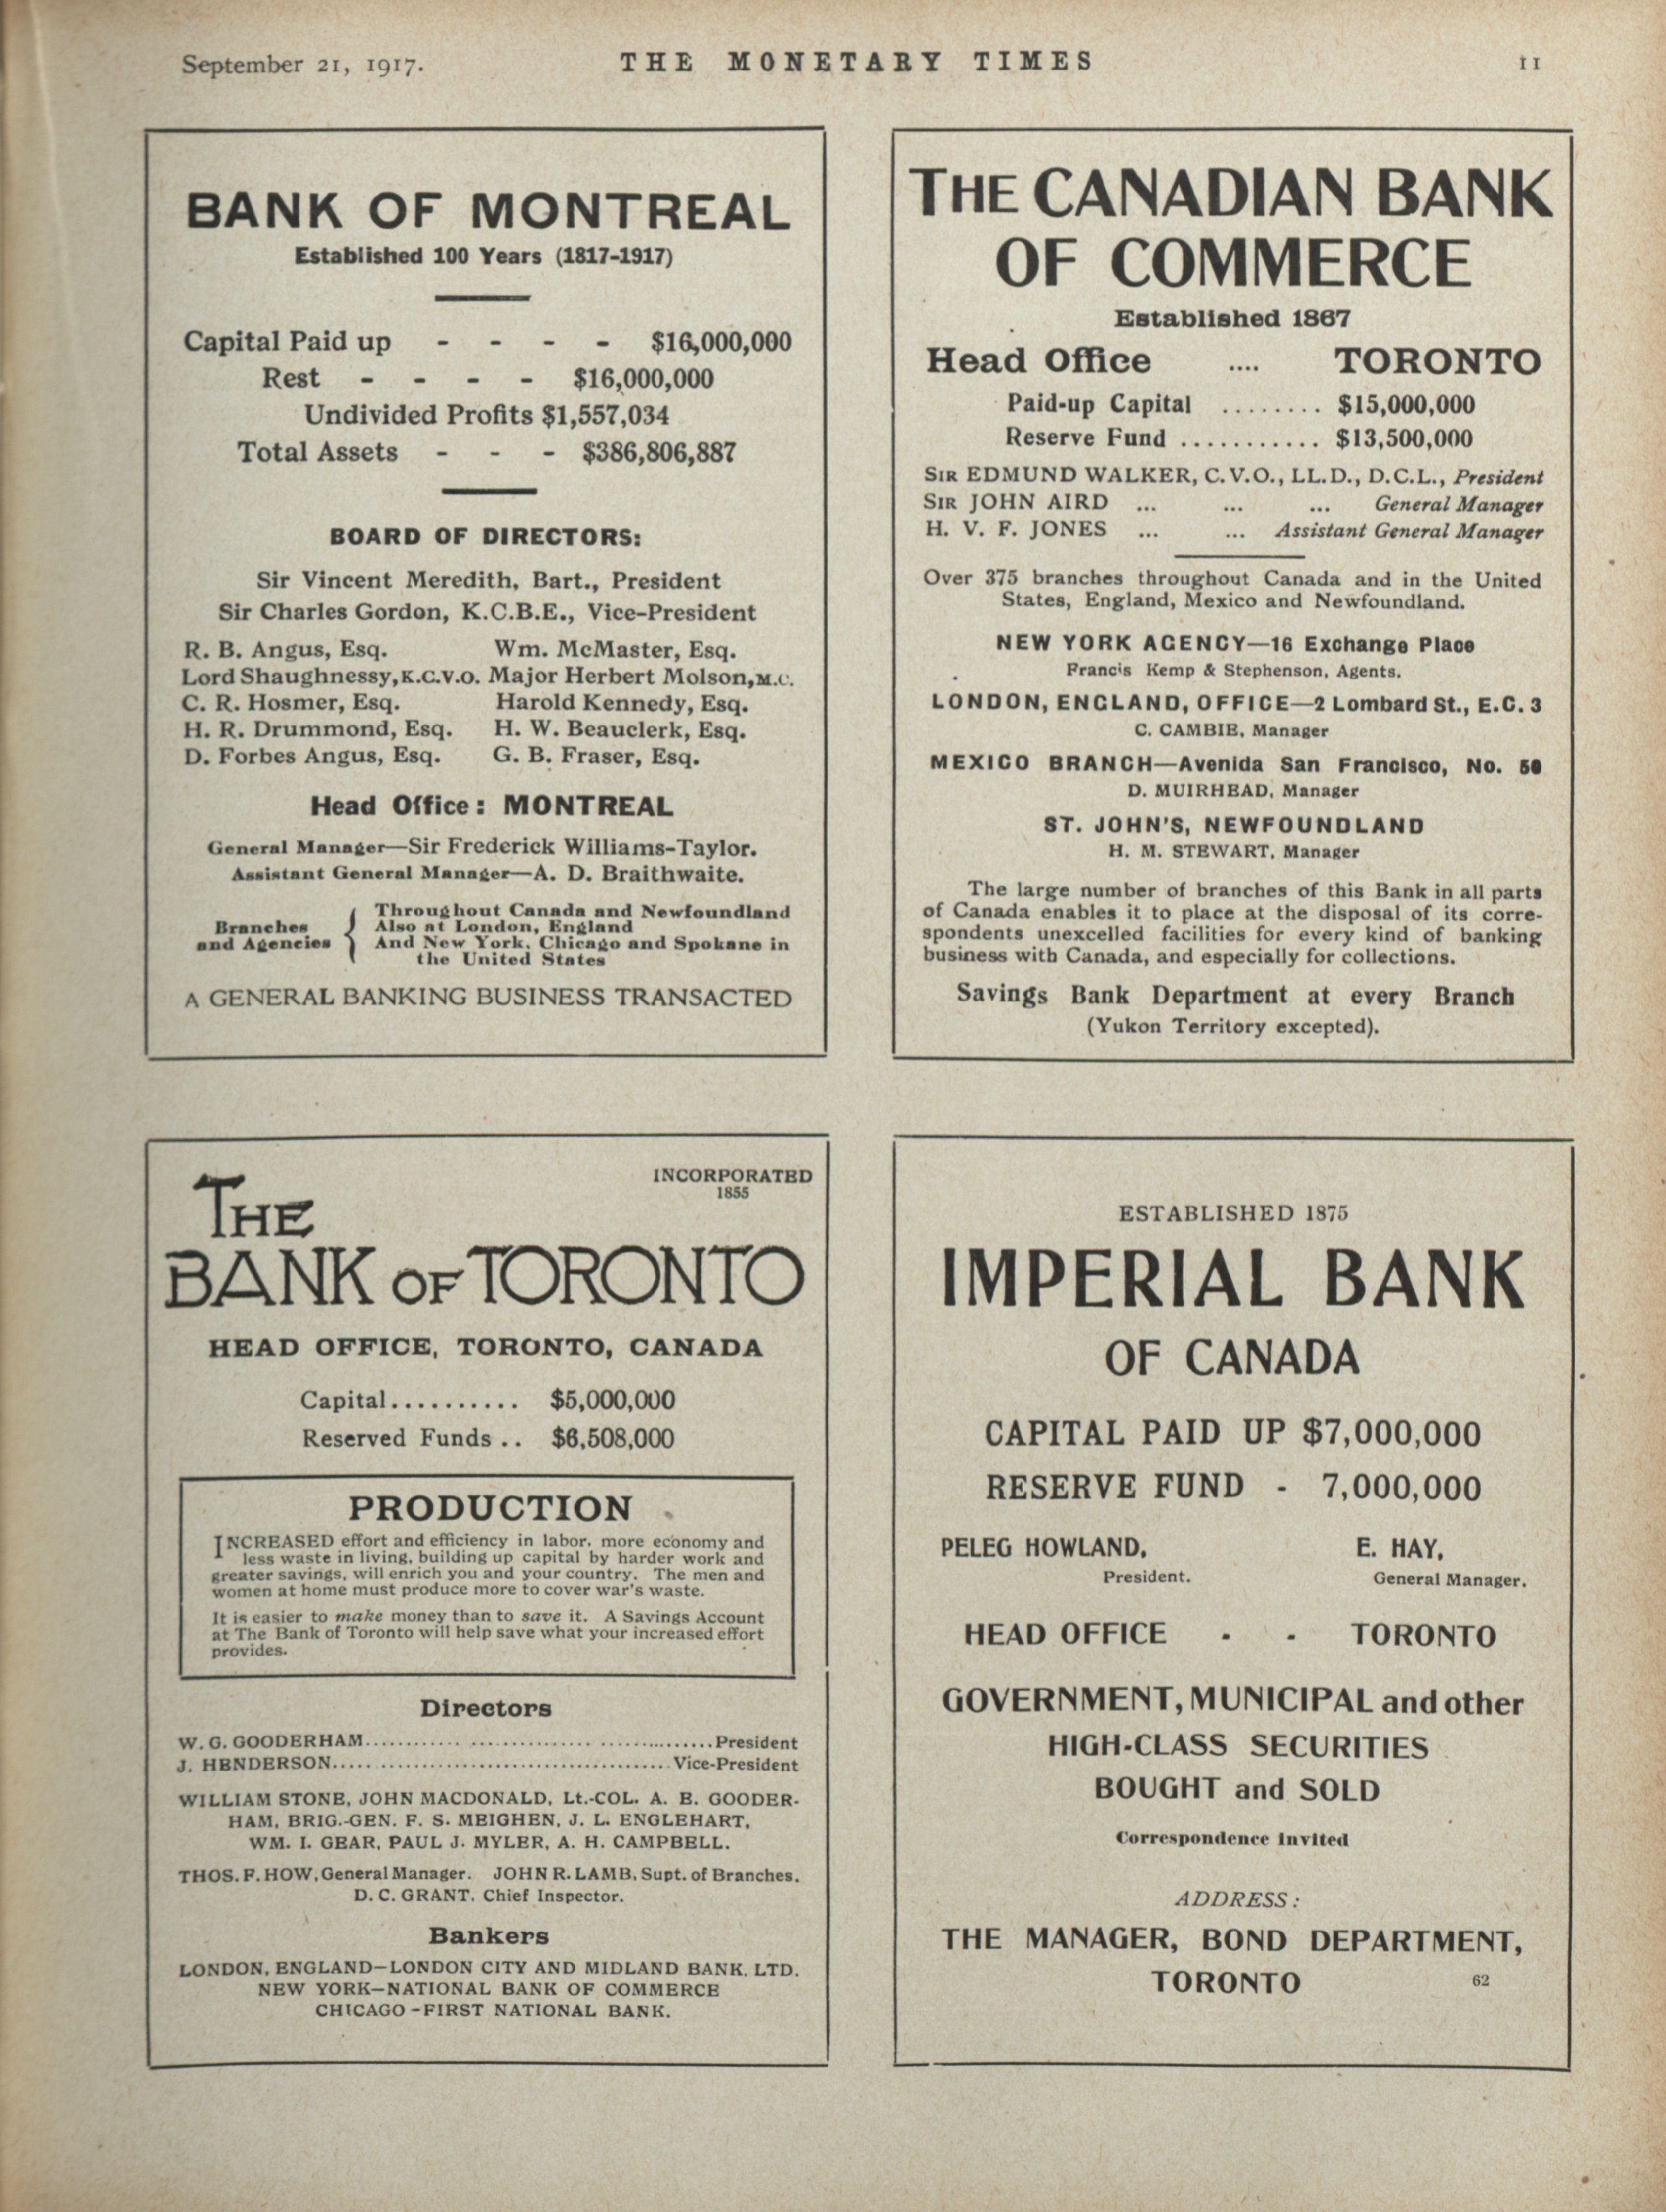 September 21, 1917.
THE MONETARY TIMES
11
BANK OF MONTREAL
Established 100 Years (1817-1917)
Capital Paid up - - - - $16,000,000
Rest - - - - $16,000,000
Undivided Profits $1,557,034
Total Assets - - - $386,806,887
BOARD OF DIRECTORS:
Sir Vincent Meredith, Bart., President
Sir Charles Gordon, K.C.B.E., Vice-President
R. B. Angus, Esq. Wm. McMaster, Esq.
Lord Shaughnessy, K.C.V.O. Major Herbert Molson, M.C.
C. R. Hosmer, Esq. Harold Kennedy, Esq.
H. R. Drummond, Esq. H. W. Beauclerk, Esq.
D. Forbes Angus, Esq. G. B. Fraser, Esq.
Head Office: MONTREAL
General Manager—Sir Frederick Williams-Taylor.
Assistant General Manager—A. D. Braithwaite.
Branches and Agencies
Throughout Canada and Newfoundland
Also at London, England
And New York, Chicago and Spokane in
the United States
A GENERAL BANKING BUSINESS TRANSACTED
THE CANADIAN BANK
OF COMMERCE
Established 1867
Head Office .... TORONTO
Paid-up Capital ........ $15,000,000
Reserve Fund ........... $13,500,000
SIR EDMUND WALKER, C.V.O., LL.D., D.C.L., President
SIR JOHN AIRD ... ... ... General Manager
H. V. F. JONES ... ... Assistant General Manager
Over 375 branches throughout Canada and in the United
States, England, Mexico and Newfoundland.
NEW YORK AGENCY—16 Exchange Place
Francis Kemp & Stephenson, Agents.
LONDON, ENGLAND, OFFICE—2 Lombard St., E.C. 3
C. CAMBIE, Manager
MEXICO BRANCH—Avenida San Francisco, No. 50
D. MUIRHEAD, Manager
ST. JOHN'S, NEWFOUNDLAND
H. M. STEWART, Manager
The large number of branches of this Bank in all parts
of Canada enables it to place at the disposal of its corre-
spondents unexcelled facilities for every kind of banking
business with Canada, and especially for collections.
Savings Bank Department at every Branch
(Yukon Territory excepted).
INCORPORATED
1855
THE
BANK OF TORONTO
HEAD OFFICE, TORONTO, CANADA
Capital.......... $5,000,000
Reserved Funds .. $6,508,000
PRODUCTION
INCREASED effort and efficiency in labor, more economy and
less waste in living, building up capital by harder work and
greater savings, will enrich you and your country. The men and
women at home must produce more to cover war's waste.
It is easier to make money than to save it. A Savings Account
at The Bank of Toronto will help save what your increased effort
provides.
Directors
W. G. GOODERHAM........................................President
J. HENDERSON........................................Vice-President
WILLIAM STONE, JOHN MACDONALD, Lt.-COL. A. E. GOODER-
HAM, BRIG.-GEN. F. S. MEIGHEN, J. L. ENGLEHART,
WM. I. GEAR, PAUL J. MYLER, A. H. CAMPBELL.
THOS. F. HOW, General Manager. JOHN R. LAMB, Supt. of Branches.
D. C. GRANT, Chief Inspector.
Bankers
LONDON, ENGLAND—LONDON CITY AND MIDLAND BANK, LTD.
NEW YORK—NATIONAL BANK OF COMMERCE
CHICAGO-FIRST NATIONAL BANK.
ESTABLISHED 1875
IMPERIAL BANK
OF CANADA
CAPITAL PAID UP $7,000,000
RESERVE FUND - 7,000,000
PELEG HOWLAND, E. HAY,
President. General Manager.
HEAD OFFICE - - TORONTO
GOVERNMENT, MUNICIPAL and other
HIGH-CLASS SECURITIES
BOUGHT and SOLD
Correspondence Invited
ADDRESS:
THE MANAGER, BOND DEPARTMENT,
TORONTO 62